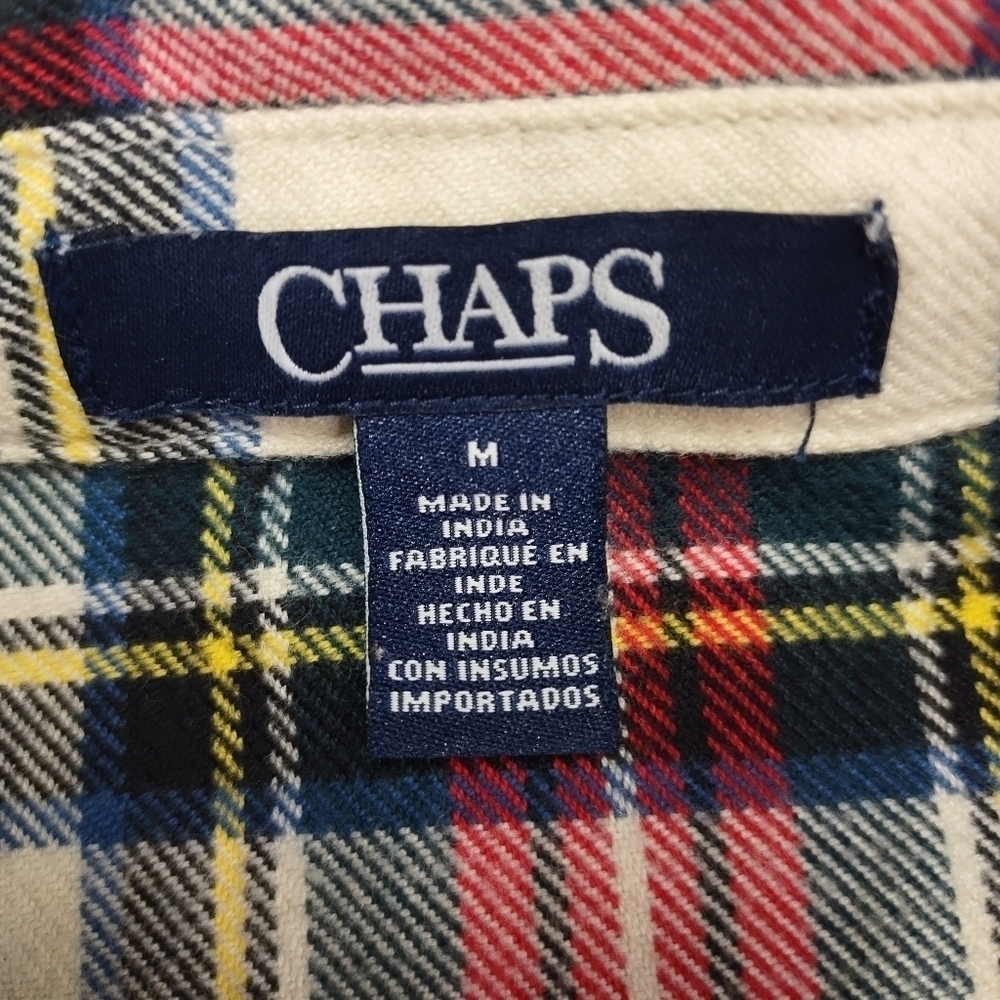 CHAPS
M
MADE IN
INDIA
FABRIQUÉ EN
INDE
HECHO EN
INDIA
CON INSUMOS
IMPORTADOS